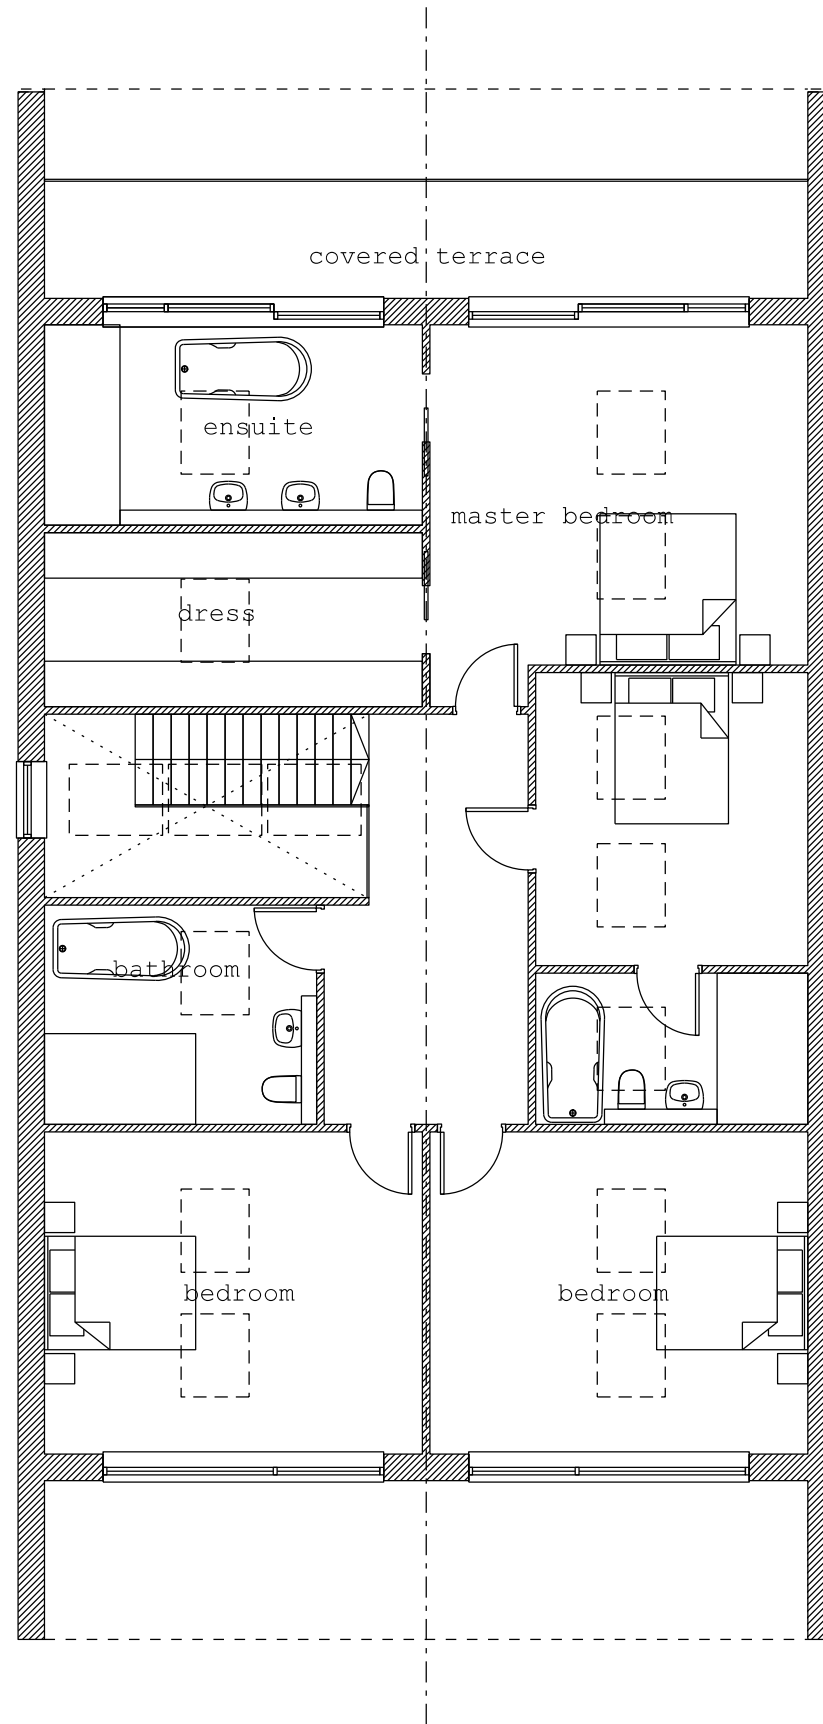 covered terrace
ensuite
master bedroom
dress
bathroom
bedroom
bedroom